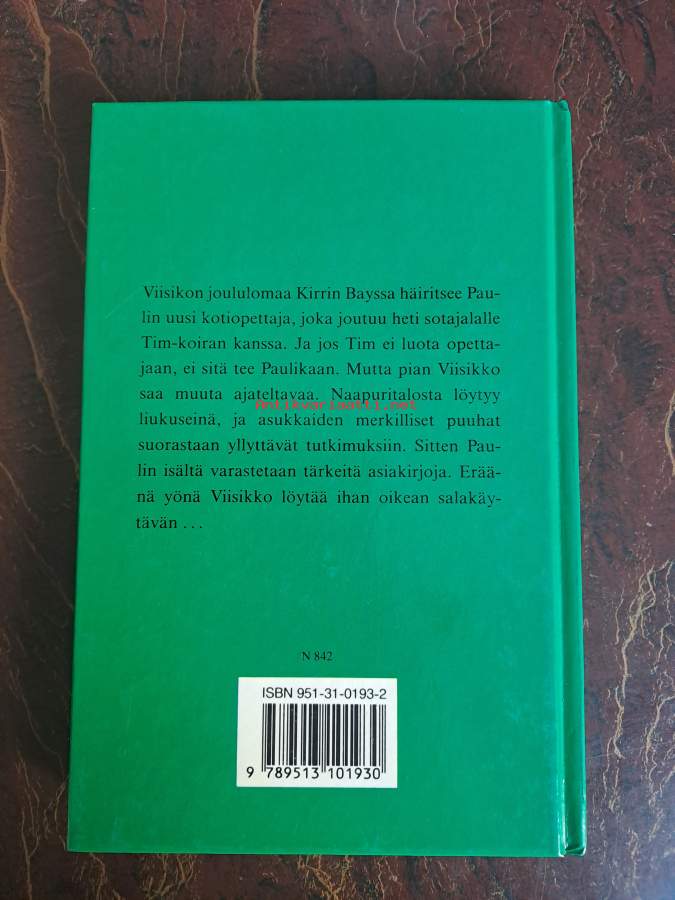 Viisikon joululomaa Kirrin Bayssa häiritsee Pau-
lin uusi kotiopettaja, joka joutuu heti sotajalalle
Tim-koiran kanssa. Ja jos Tim ei luota opetta-
jaan, ei sitä tee Paulikaan. Mutta pian Viisikko
saa muuta ajateltavaa. Naapuritalosta löytyy
Antikvariaatti.net
liukuseinä, ja asukkaiden merkilliset puuhat
suorastaan yllyttävät tutkimuksiin. Sitten Pau-
lin isältä varastetaan tärkeitä asiakirjoja. Erää-
nä yönä Viisikko löytää ihan oikean salakäy-
tävän ...
N 842
ISBN 951-31-0193-2
9 789513 101930